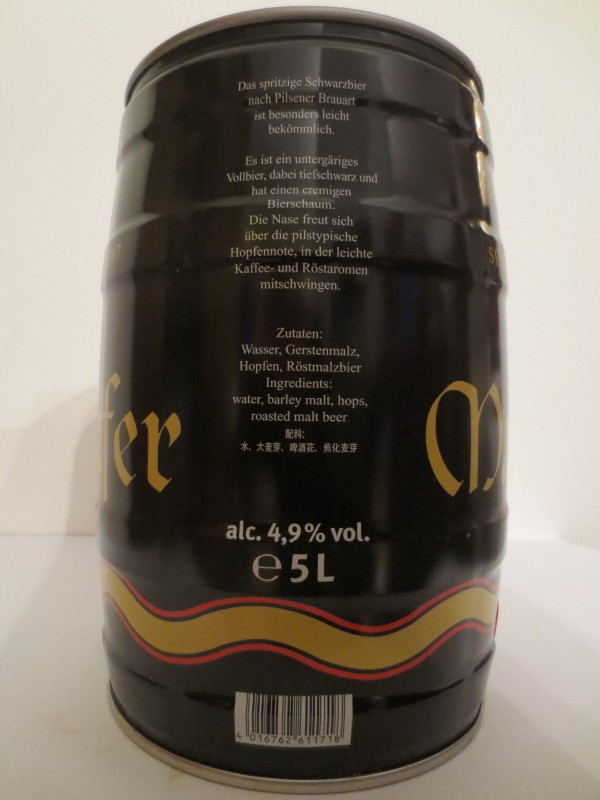 Das spritzige Schwarzbier
nach Pilsener Brauart
ist besonders leicht
bekömmlich.
Es ist ein untergäriges
Vollbier, dabei tiefschwarz und
hat einen cremigen
Bierschaum.
Die Nase freut sich
über die pilstypische
Hopfennote, in der leichte
Kaffee- und Röstaromen
mitschwingen.
Zutaten:
Wasser, Gerstenmalz,
Hopfen, Röstmalzbier
Ingredients:
water, barley malt, hops,
roasted malt beer
配料:
水、大麦芽、啤酒花、焦化麦芽
fer
M
alc. 4,9% vol.
℮ 5 L
4 016762 611718